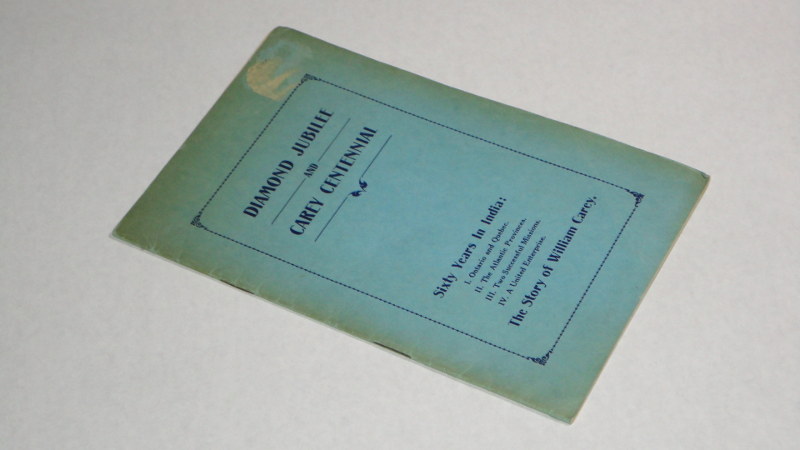 DIAMOND JUBILEE
AND
CAREY CENTENNIAL
Sixty Years In India:
I. Ontario and Quebec.
II. The Atlantic Provinces.
III. Two Successful Missions.
IV. A United Enterprise.
The Story of William Carey.